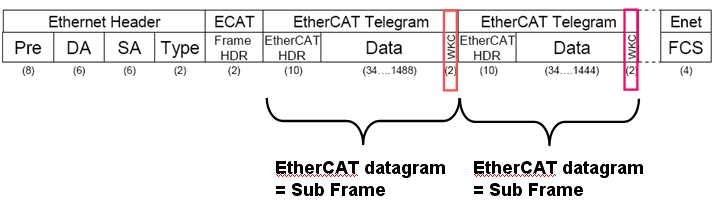 Ethernet Header ECAT EtherCAT Telegram EtherCAT Telegram Enet
Pre DA SA Type Frame HDR EtherCAT HDR Data WKC EtherCAT HDR Data WKC FCS
(8) (6) (6) (2) (2) (10) (34....1488) (2) (10) (34....1444) (2) (4)
EtherCAT datagram
= Sub Frame
EtherCAT datagram
= Sub Frame